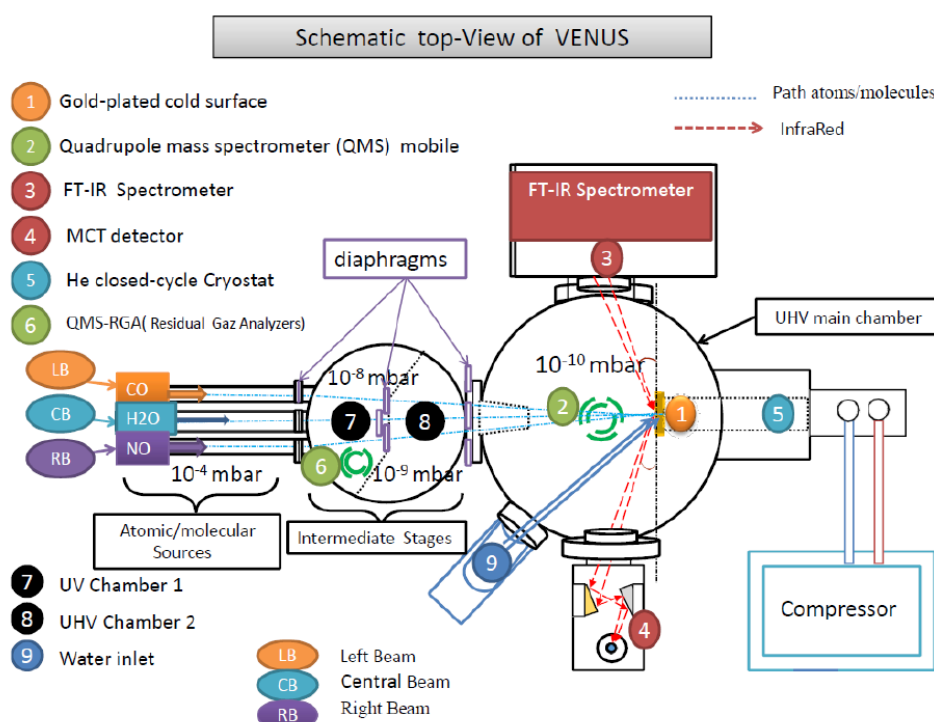 Schematic top-View of VENUS
1 Gold-plated cold surface
2 Quadrupole mass spectrometer (QMS) mobile
3 FT-IR Spectrometer
4 MCT detector
5 He closed-cycle Cryostat
6 QMS-RGA( Residual Gaz Analyzers)
Path atoms/molecules
InfraRed
FT-IR Spectrometer
3
diaphragms
UHV main chamber
LB
CO
CB
H2O
RB
NO
10-4 mbar
10-8 mbar
7
8
6
10-9 mbar
10-10 mbar
2
1
5
Atomic/molecular
Sources
Intermediate Stages
9
4
Compressor
7 UV Chamber 1
8 UHV Chamber 2
9 Water inlet
LB Left Beam
CB Central Beam
RB Right Beam